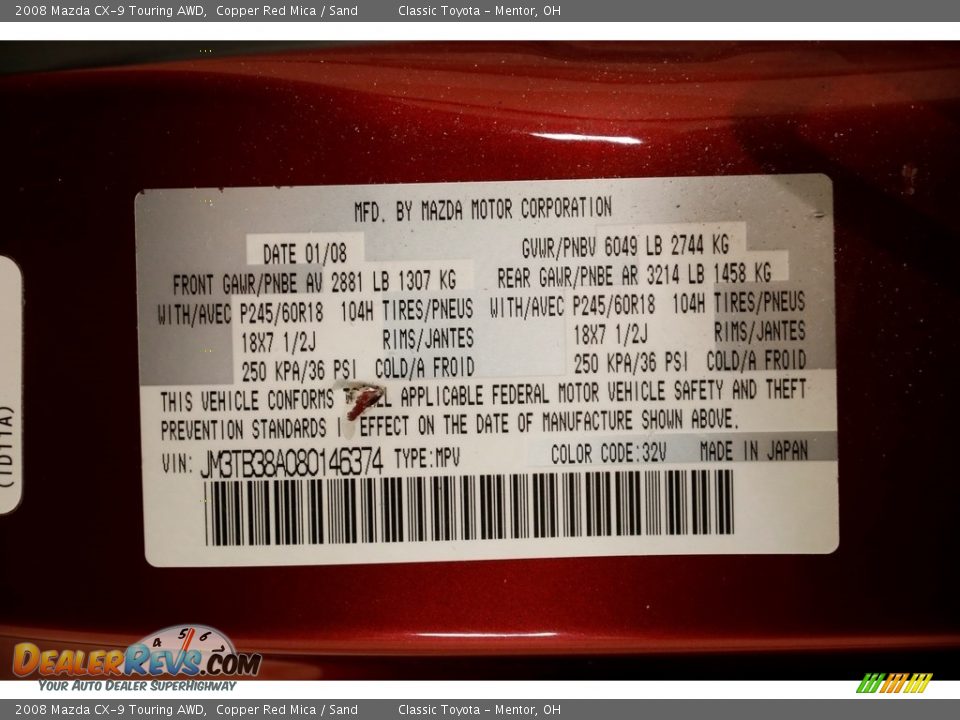 2008 Mazda CX-9 Touring AWD,  Copper Red Mica / Sand        Classic Toyota - Mentor, OH
MFD. BY MAZDA MOTOR CORPORATION
DATE 01/08    GVWR/PNBV 6049 LB 2744 KG
FRONT GAWR/PNBE AV 2881 LB 1307 KG    REAR GAWR/PNBE AR 3214 LB 1458 KG
WITH/AVEC P245/60R18  104H TIRES/PNEUS    WITH/AVEC P245/60R18  104H TIRES/PNEUS
18X7 1/2J    RIMS/JANTES    18X7 1/2J    RIMS/JANTES
250 KPA/36 PSI  COLD/A FROID    250 KPA/36 PSI  COLD/A FROID
THIS VEHICLE CONFORMS APPLICABLE FEDERAL MOTOR VEHICLE SAFETY AND THEFT
PREVENTION STANDARDS EFFECT ON THE DATE OF MANUFACTURE SHOWN ABOVE.
VIN: JM3TB38A080146374 TYPE:MPV    COLOR CODE:32V    MADE IN JAPAN
(TD11A)
4 5 6
DEALERREVS.COM
YOUR AUTO DEALER SUPERHIGHWAY
2008 Mazda CX-9 Touring AWD,  Copper Red Mica / Sand        Classic Toyota - Mentor, OH